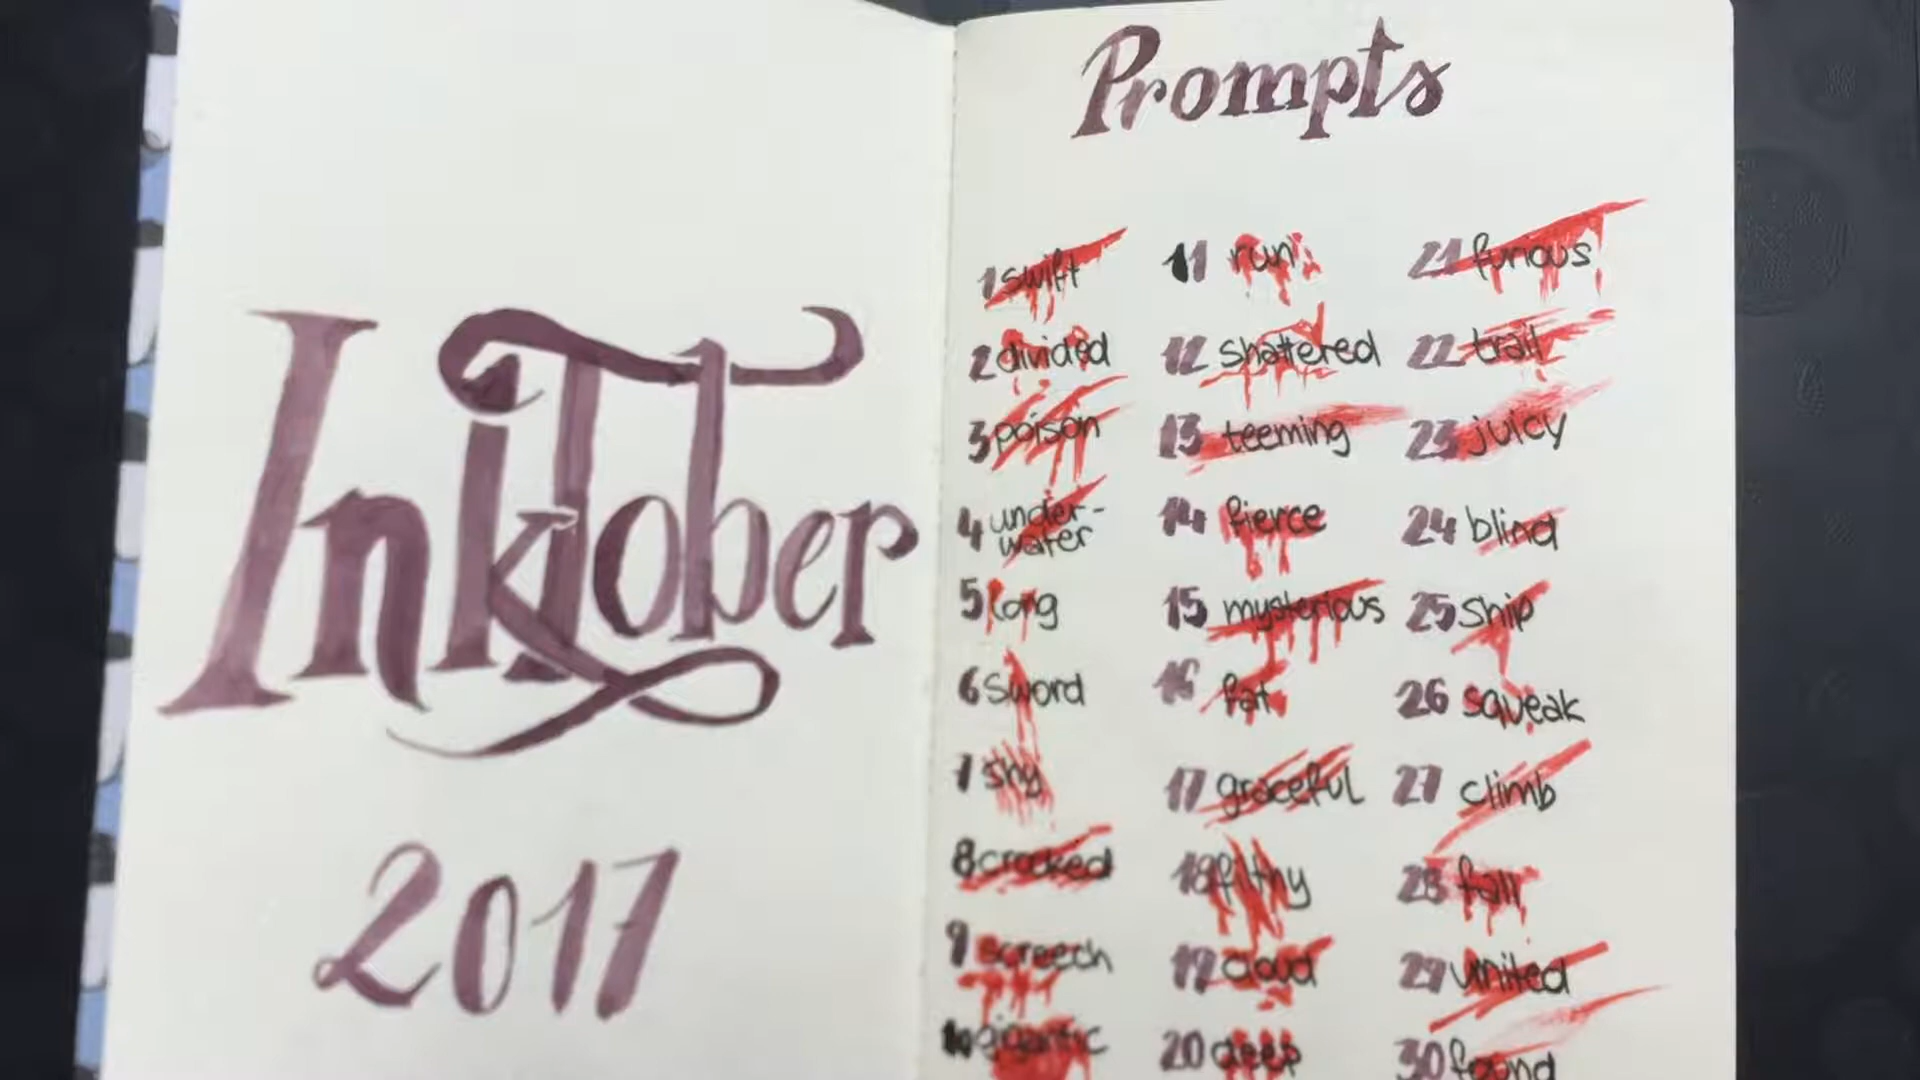 InkTober
2017
Prompts
1 swift
2 divided
3 poison
4 under-
water
5 long
6 sword
7 shy
8 crooked
9 screech
10 gigantic
11 run
12 shattered
13 teeming
14 fierce
15 mysterious
16 fat
17 graceful
18 filthy
19 cloud
20 deep
21 furious
22 trail
23 juicy
24 blind
25 ship
26 squeak
27 climb
28 fall
29 united
30 found